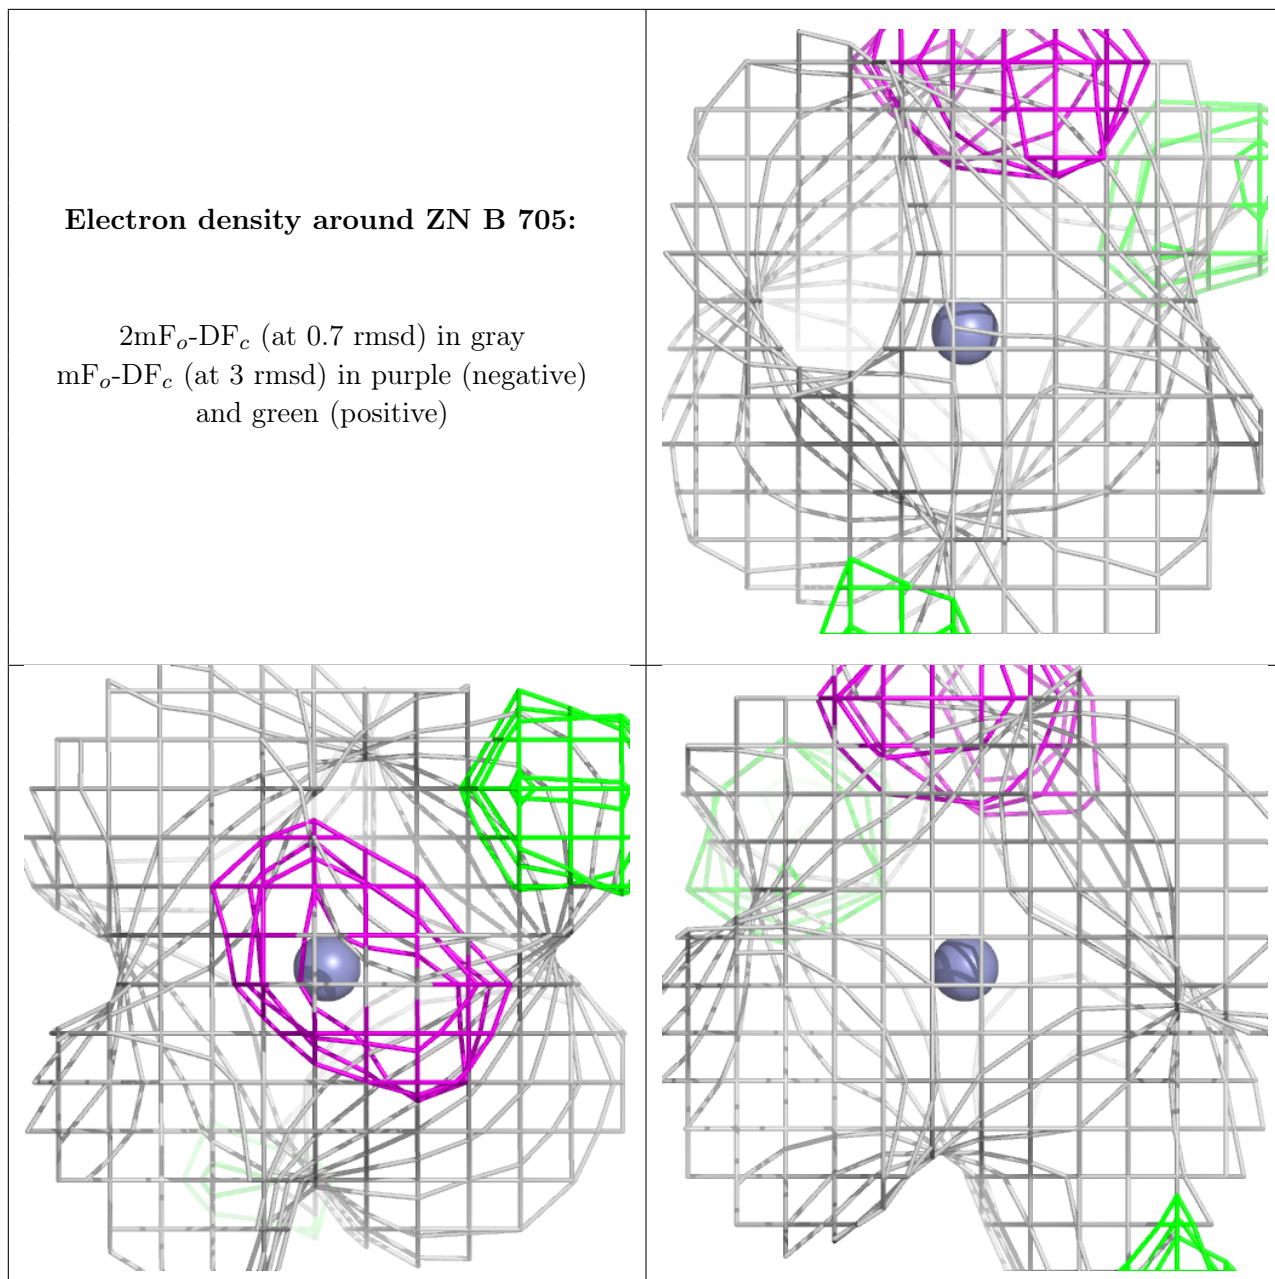 Electron density around ZN B 705:
2mFo-DFc (at 0.7 rmsd) in gray
mFo-DFc (at 3 rmsd) in purple (negative)
and green (positive)